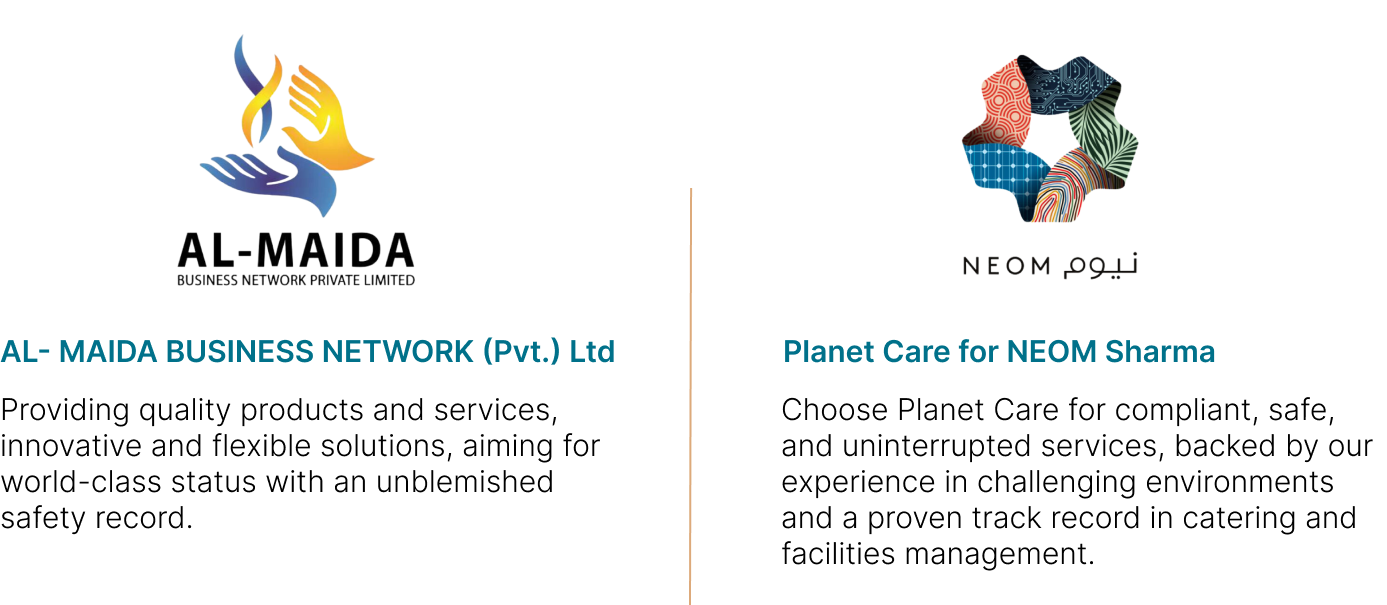 AL-MAIDA
BUSINESS NETWORK PRIVATE LIMITED
AL- MAIDA BUSINESS NETWORK (Pvt.) Ltd
Providing quality products and services,
innovative and flexible solutions, aiming for
world-class status with an unblemished
safety record.
NEOM نيوم
Planet Care for NEOM Sharma
Choose Planet Care for compliant, safe,
and uninterrupted services, backed by our
experience in challenging environments
and a proven track record in catering and
facilities management.